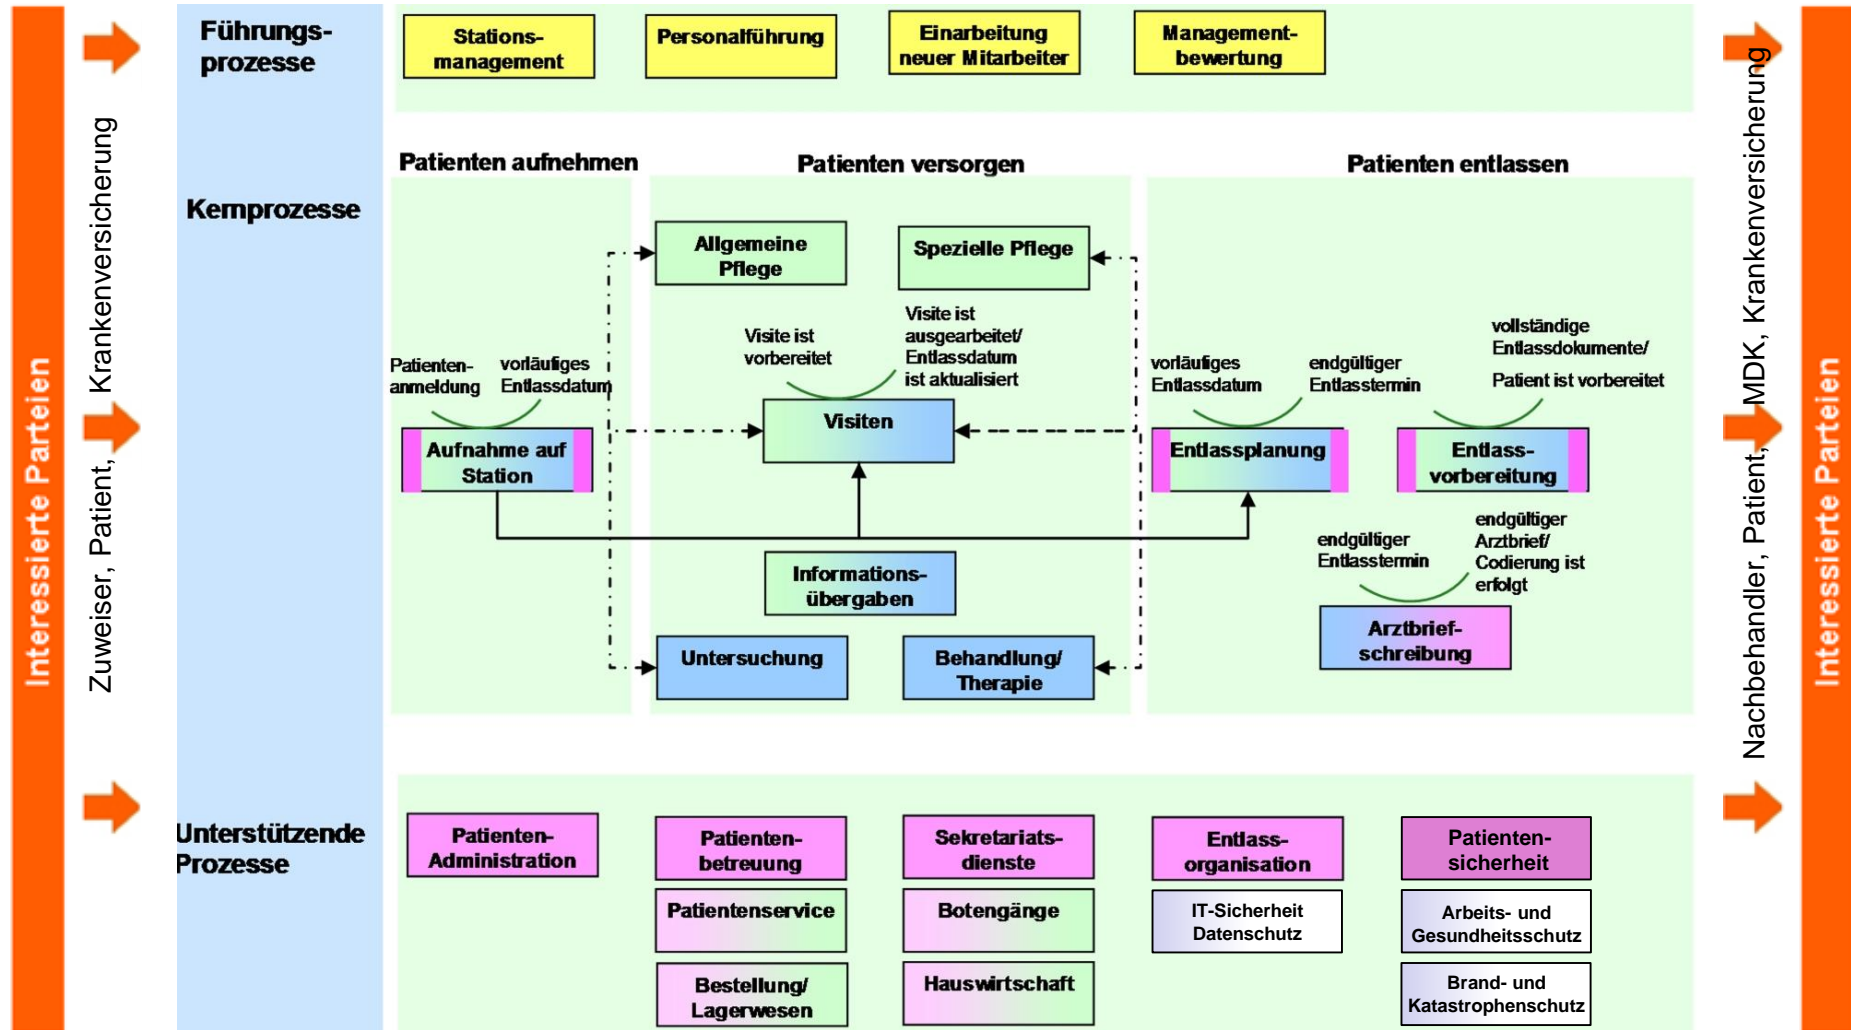 Interessierte Parteien
Zuweiser, Patient, Krankenversicherung
Führungs-
prozesse
Stations-
management
Personalführung
Einarbeitung
neuer Mitarbeiter
Management-
bewertung
Kernprozesse
Patienten aufnehmen
Patienten-
anmeldung
vorläufiges
Entlassdatum
Aufnahme auf
Station
Patienten versorgen
Allgemeine
Pflege
Spezielle Pflege
Visite ist
vorbereitet
Visite ist
ausgearbeitet/
Entlassdatum
ist aktualisiert
Visiten
Informations-
übergaben
Untersuchung
Behandlung/
Therapie
Patienten entlassen
vorläufiges
Entlassdatum
endgültiger
Entlasstermin
vollständige
Entlassdokumente/
Patient ist vorbereitet
Entlassplanung
Entlass-
vorbereitung
endgültiger
Entlasstermin
endgültiger
Arztbrief/
Codierung ist
erfolgt
Arztbrief-
schreibung
Unterstützende
Prozesse
Patienten-
Administration
Patienten-
betreuung
Sekretariats-
dienste
Entlass-
organisation
Patienten-
sicherheit
Patientenservice
Botengänge
IT-Sicherheit
Datenschutz
Arbeits- und
Gesundheitsschutz
Bestellung/
Lagerwesen
Hauswirtschaft
Brand- und
Katastrophenschutz
Nachbehandler, Patient, MDK, Krankenversicherung
Interessierte Parteien